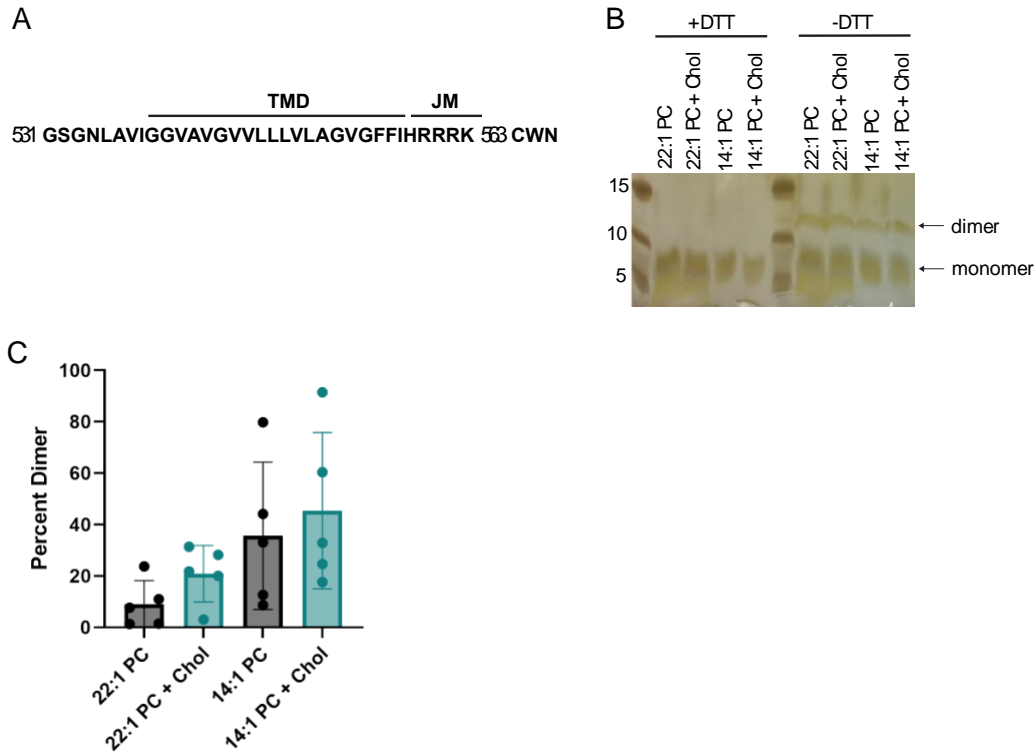 A
TMD JM
531 GSGNLAVIGGVAVGVVLLLVLAGVGFFIHRRRK 563 CWN
B
+DTT -DTT
22:1 PC 22:1 PC + Chol 14:1 PC 14:1 PC + Chol 22:1 PC 22:1 PC + Chol 14:1 PC 14:1 PC + Chol
15
10 dimer
5 monomer
C
Percent Dimer
100
80
60
40
20
0
22:1 PC 22:1 PC + Chol 14:1 PC 14:1 PC + Chol